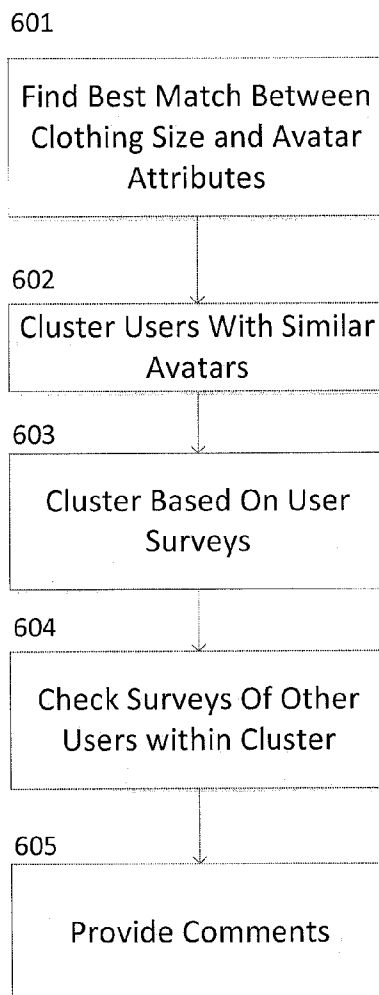 601
Find Best Match Between
Clothing Size and Avatar
Attributes
602
Cluster Users With Similar
Avatars
603
Cluster Based On User
Surveys
604
Check Surveys Of Other
Users within Cluster
605
Provide Comments